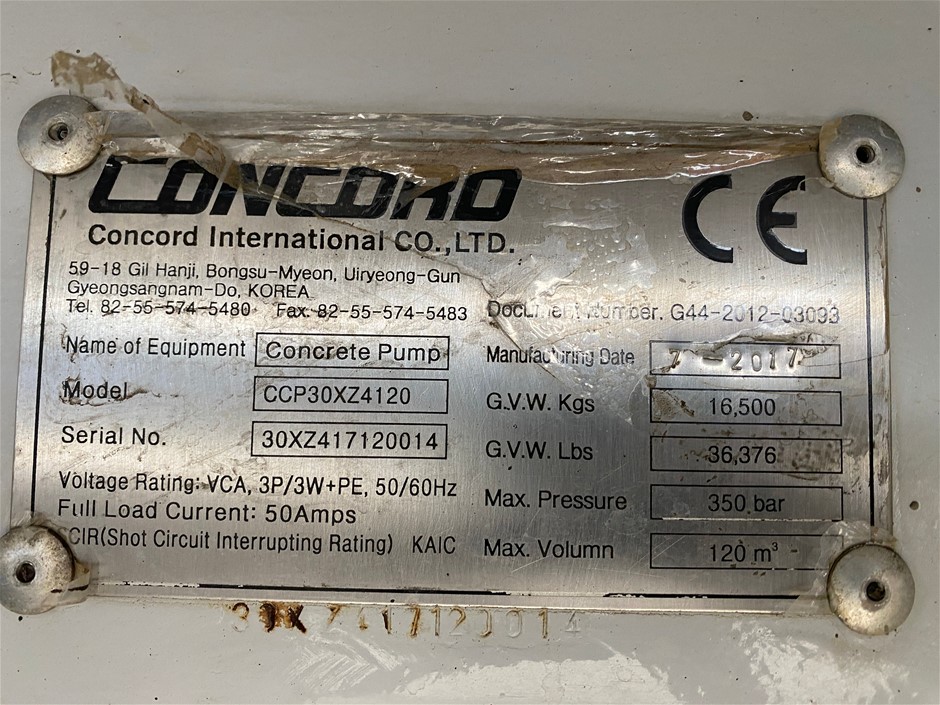 CONCORD
CE
Concord International CO.,LTD.
59-18 Gil Hanji, Bongsu-Myeon, Uiryeong-Gun
Gyeongsangnam-Do, KOREA
Tel. 82-55-574-5480 Fax. 82-55-574-5483
Document Number. G44-2012-03093
Name of Equipment Concrete Pump
Model CCP30XZ4120
Serial No. 30XZ417120014
Voltage Rating: VCA, 3P/3W+PE, 50/60Hz
Full Load Current: 50Amps
CIR(Shot Circuit Interrupting Rating) KAIC
Manufacturing Date 7-2017
G.V.W. Kgs 16,500
G.V.W. Lbs 36,376
Max. Pressure 350 bar
Max. Volumn 120 m³
30XZ417120014